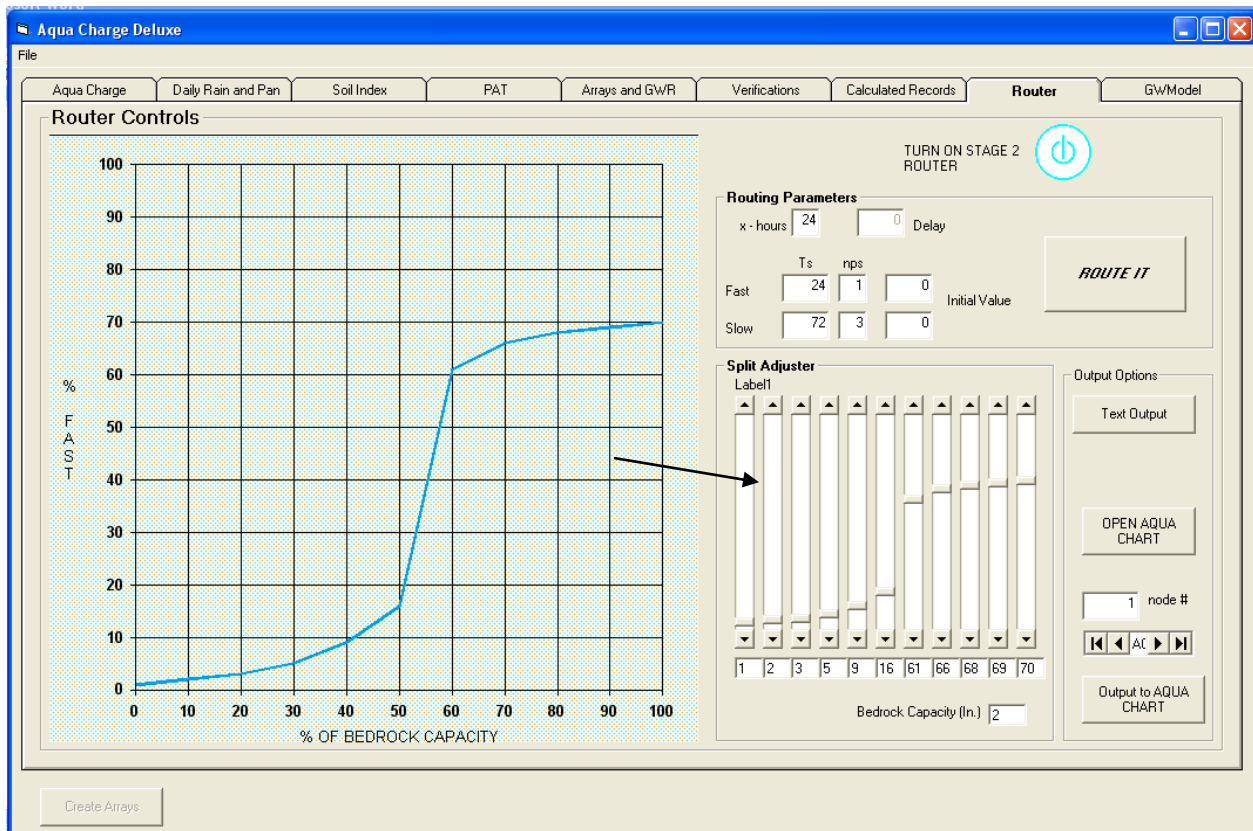 Aqua Charge Deluxe
File
Aqua Charge Daily Rain and Pan Soil Index PAT Arrays and GWR Verifications Calculated Records Router GWModel
Router Controls
100
90
80
70
60
50
40
30
20
10
0
% FAST
0 10 20 30 40 50 60 70 80 90 100
% OF BEDROCK CAPACITY
TURN ON STAGE 2
ROUTER
Routing Parameters
x - hours 24 0 Delay
Ts nps
Fast 24 1 0
Initial Value
Slow 72 3 0
ROUTE IT
Split Adjuster
Label1
1 2 3 5 9 16 61 66 68 69 70
Bedrock Capacity (In.) 2
Output Options
Text Output
OPEN AQUA
CHART
1 node #
Output to AQUA
CHART
Create Arrays